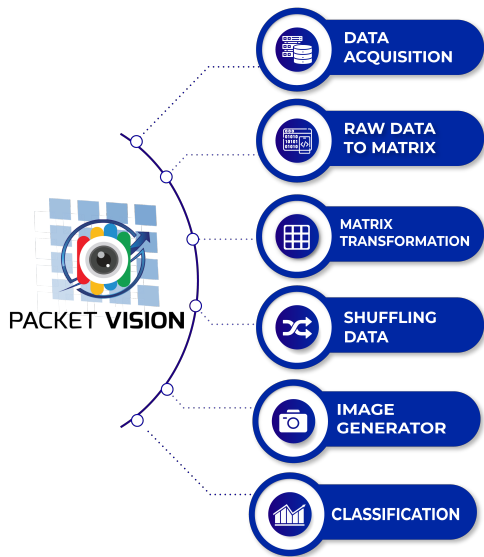 DATA
ACQUISITION
RAW DATA
TO MATRIX
MATRIX
TRANSFORMATION
PACKET VISION
SHUFFLING
DATA
IMAGE
GENERATOR
CLASSIFICATION